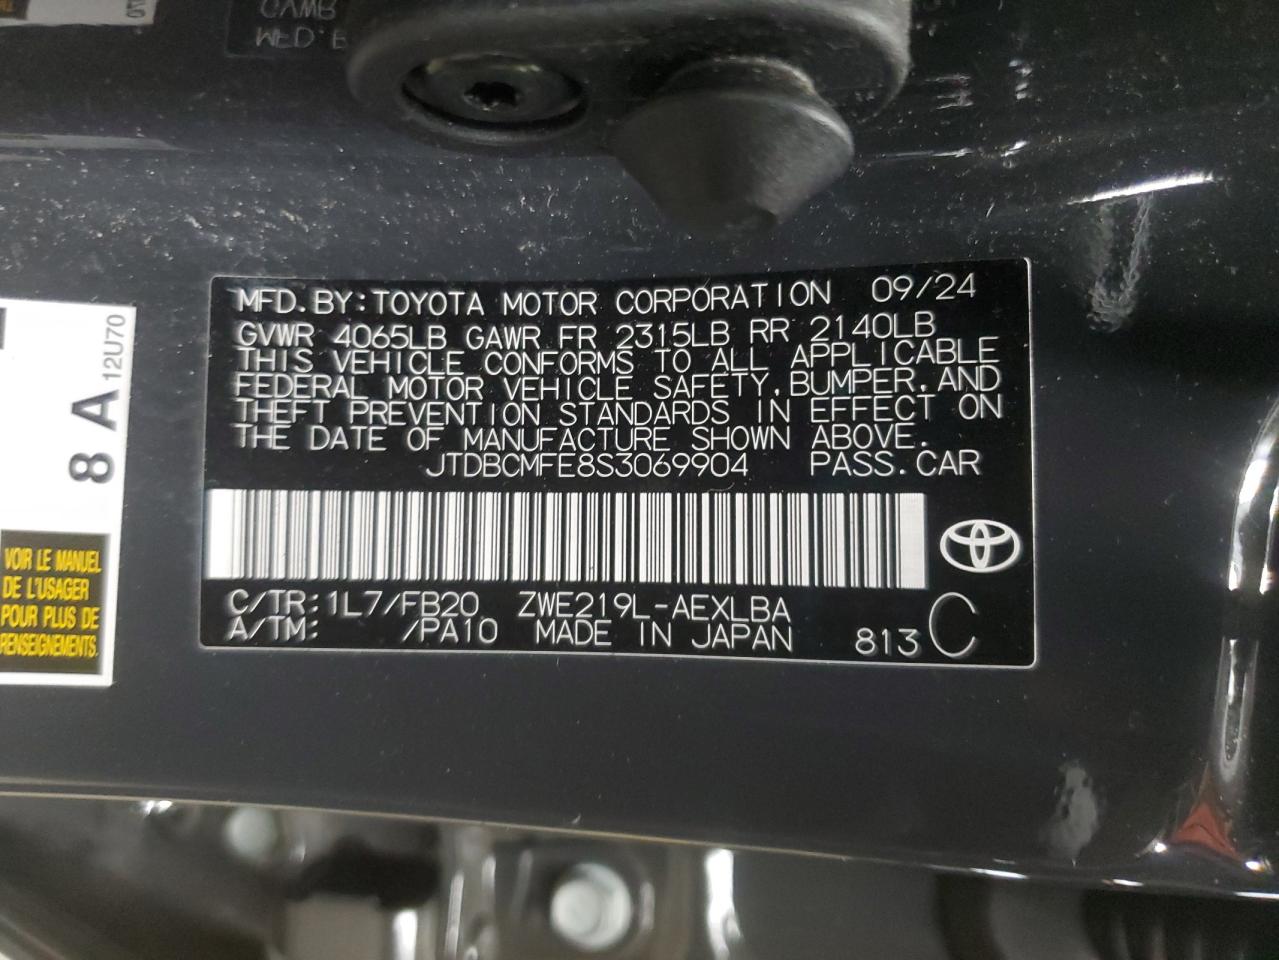 MFD.BY:TOYOTA MOTOR CORPORATION 09/24
GVWR 4065LB GAWR FR 2315LB RR 2140LB
THIS VEHICLE CONFORMS TO ALL APPLICABLE
FEDERAL MOTOR VEHICLE SAFETY,BUMPER,AND
THEFT PREVENTION STANDARDS IN EFFECT ON
THE DATE OF MANUFACTURE SHOWN ABOVE.
JTDBCMFE8S3069904 PASS.CAR
C/TR:1L7/FB20 ZWE219L-AEXLBA
A/TM: /PA10 MADE IN JAPAN 813 C
8 A 12U70
VOIR LE MANUEL
DE L'USAGER
POUR PLUS DE
RENSEIGNEMENTS.
GVWR
MFD. B